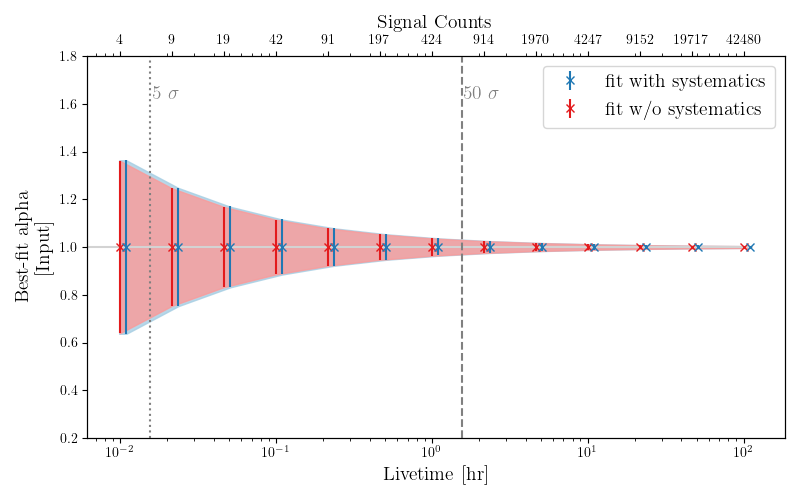 Signal Counts
4 9 19 42 91 197 424 914 1970 4247 9152 19717 42480
1.8
1.6
1.4
1.2
1.0
0.8
0.6
0.4
0.2
Best-fit alpha
[Input]
5 σ
50 σ
fit with systematics
fit w/o systematics
10⁻² 10⁻¹ 10⁰ 10¹ 10²
Livetime [hr]